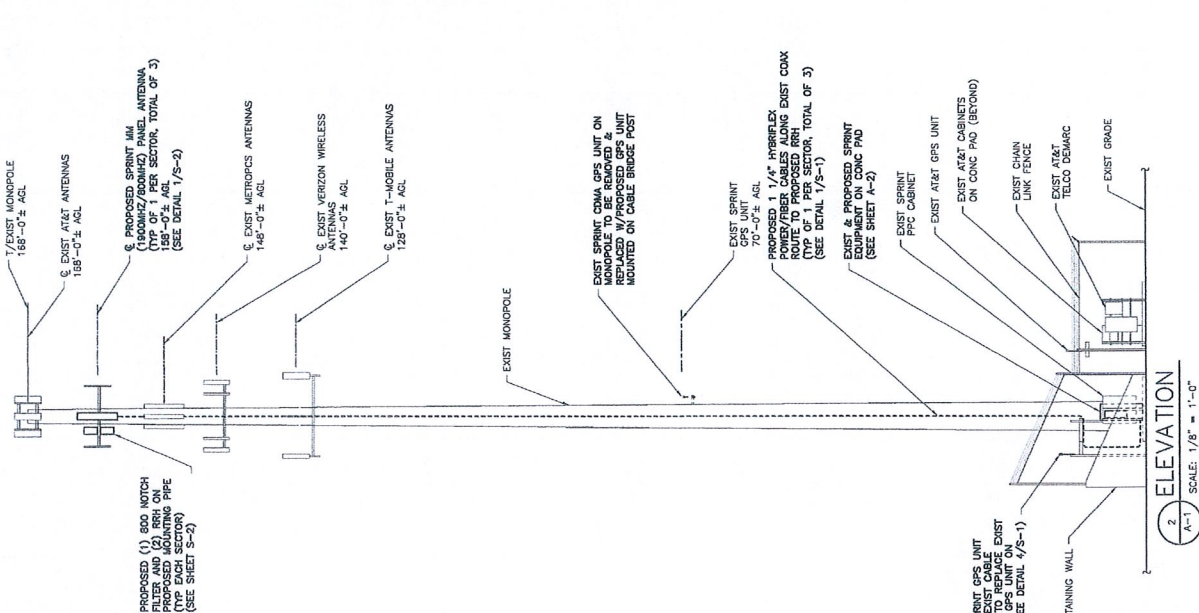 T/EXIST MONOPOLE
168'-0"± AGL
℄ EXIST AT&T ANTENNAS
168'-0"± AGL
℄ PROPOSED SPRINT MM
(1900MHZ/800MHZ) PANEL ANTENNA
(TYP OF 1 PER SECTOR, TOTAL OF 3)
158'-0"± AGL
(SEE DETAIL 1/S-2)
℄ EXIST METROPCS ANTENNAS
148'-0"± AGL
℄ EXIST VERIZON WIRELESS
ANTENNAS
140'-0"± AGL
℄ EXIST T-MOBILE ANTENNAS
128'-0"± AGL
PROPOSED (1) 800 NOTCH
FILTER AND (2) RRH ON
PROPOSED MOUNTING PIPE
(TYP EACH SECTOR)
(SEE SHEET S-2)
EXIST MONOPOLE
EXIST SPRINT CDMA GPS UNIT ON
MONOPOLE TO BE REMOVED &
REPLACED W/PROPOSED GPS UNIT
MOUNTED ON CABLE BRIDGE POST
EXIST SPRINT
GPS UNIT
70'-0"± AGL
PROPOSED 1 1/4" HYBRIFLEX
POWER/FIBER CABLES ALONG EXIST COAX
ROUTE TO PROPOSED RRH
(TYP OF 1 PER SECTOR, TOTAL OF 3)
(SEE DETAIL 1/S-1)
EXIST & PROPOSED SPRINT
EQUIPMENT ON CONC PAD
(SEE SHEET A-2)
EXIST SPRINT
PPC CABINET
EXIST AT&T GPS UNIT
EXIST AT&T CABINETS
ON CONC PAD (BEYOND)
EXIST CHAIN
LINK FENCE
EXIST AT&T
TELCO DEMARC
EXIST GRADE
RINT GPS UNIT
EXIST CABLE
TO REPLACE EXIST
GPS UNIT ON
EE DETAIL 4/S-1)
TAINING WALL
2
A-1
ELEVATION
SCALE: 1/8" = 1'-0"